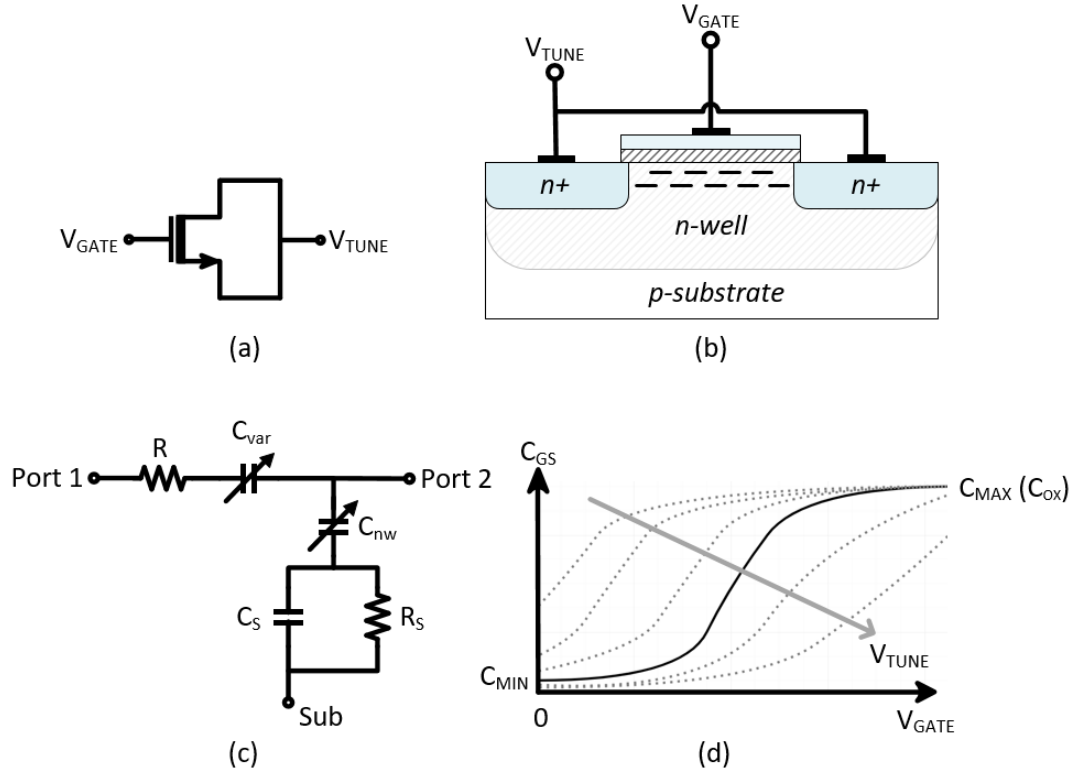 V_GATE
V_TUNE
(a)
V_GATE
V_TUNE
n+
n+
n-well
p-substrate
(b)
Port 1
R
C_var
Port 2
C_nw
C_S
R_S
Sub
(c)
C_GS
C_MAX (C_OX)
V_TUNE
C_MIN
0
V_GATE
(d)